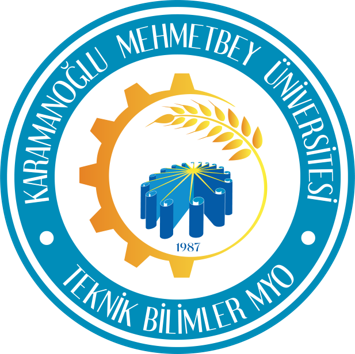 KARAMANOĞLU MEHMETBEY ÜNİVERSİTESİ
1987
TEKNİK BİLİMLER MYO